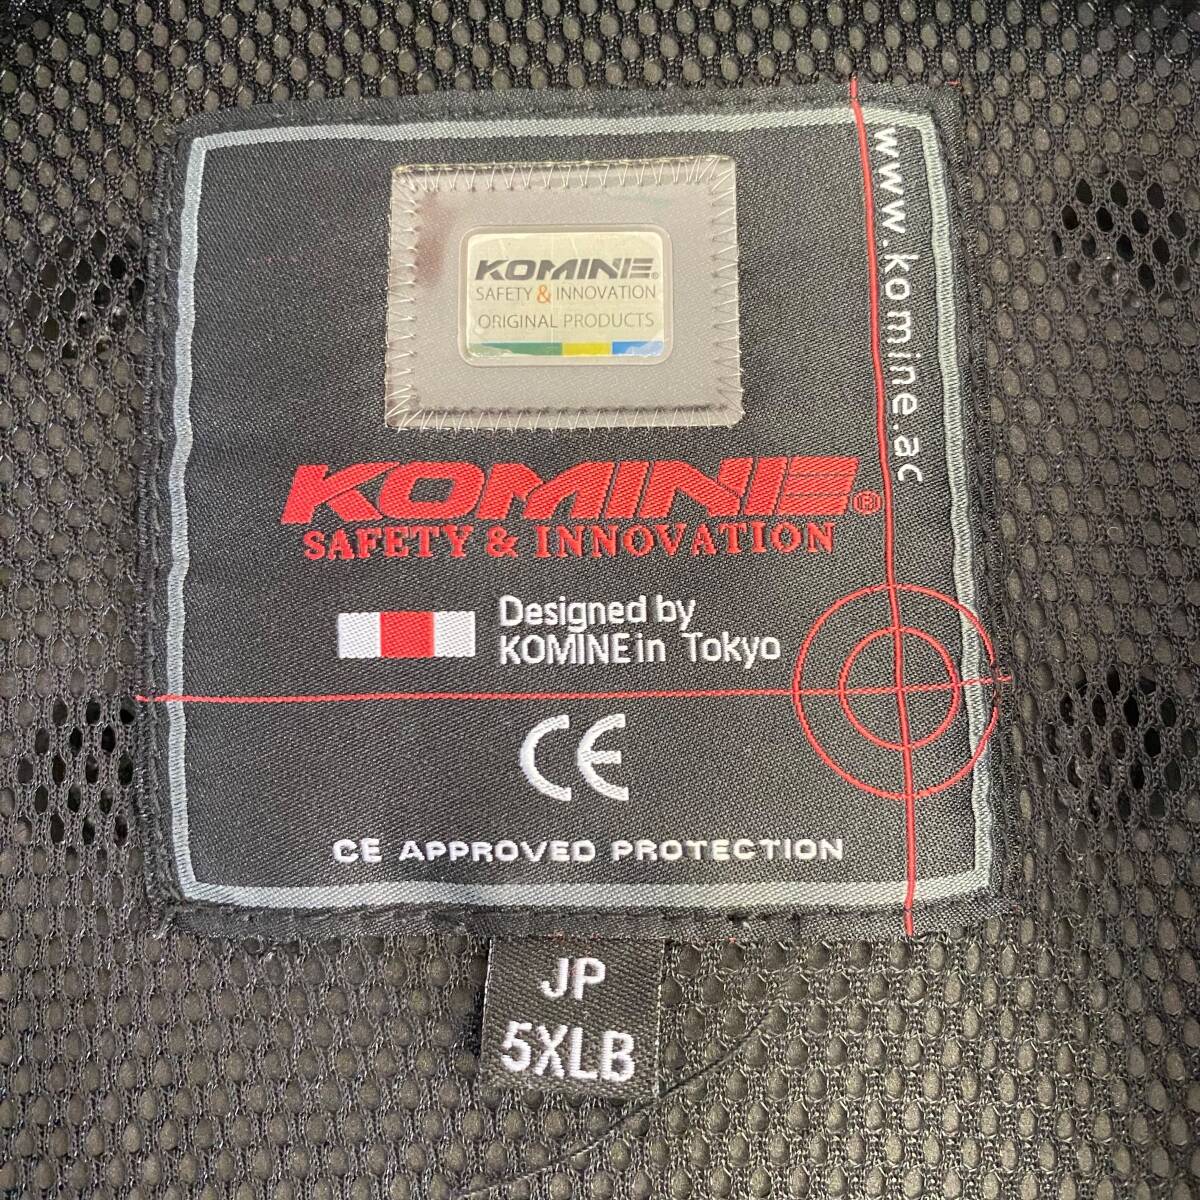 KOMINE®
SAFETY & INNOVATION
ORIGINAL PRODUCTS
www.komine.ac
KOMINE®
SAFETY & INNOVATION
Designed by
KOMINE in Tokyo
CE
CE APPROVED PROTECTION
JP
5XLB